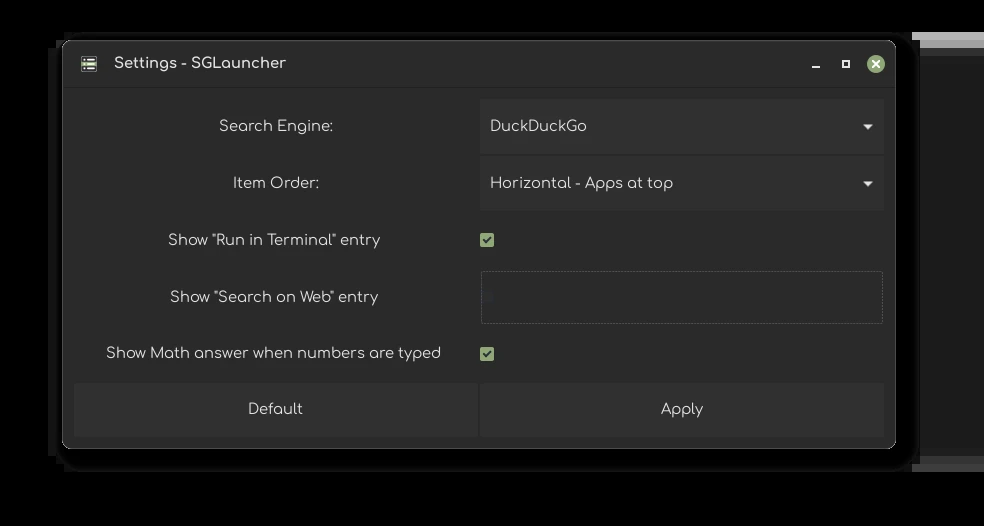 Settings - SGLauncher
Search Engine: DuckDuckGo
Item Order: Horizontal - Apps at top
Show "Run in Terminal" entry
Show "Search on Web" entry
Show Math answer when numbers are typed
Default Apply